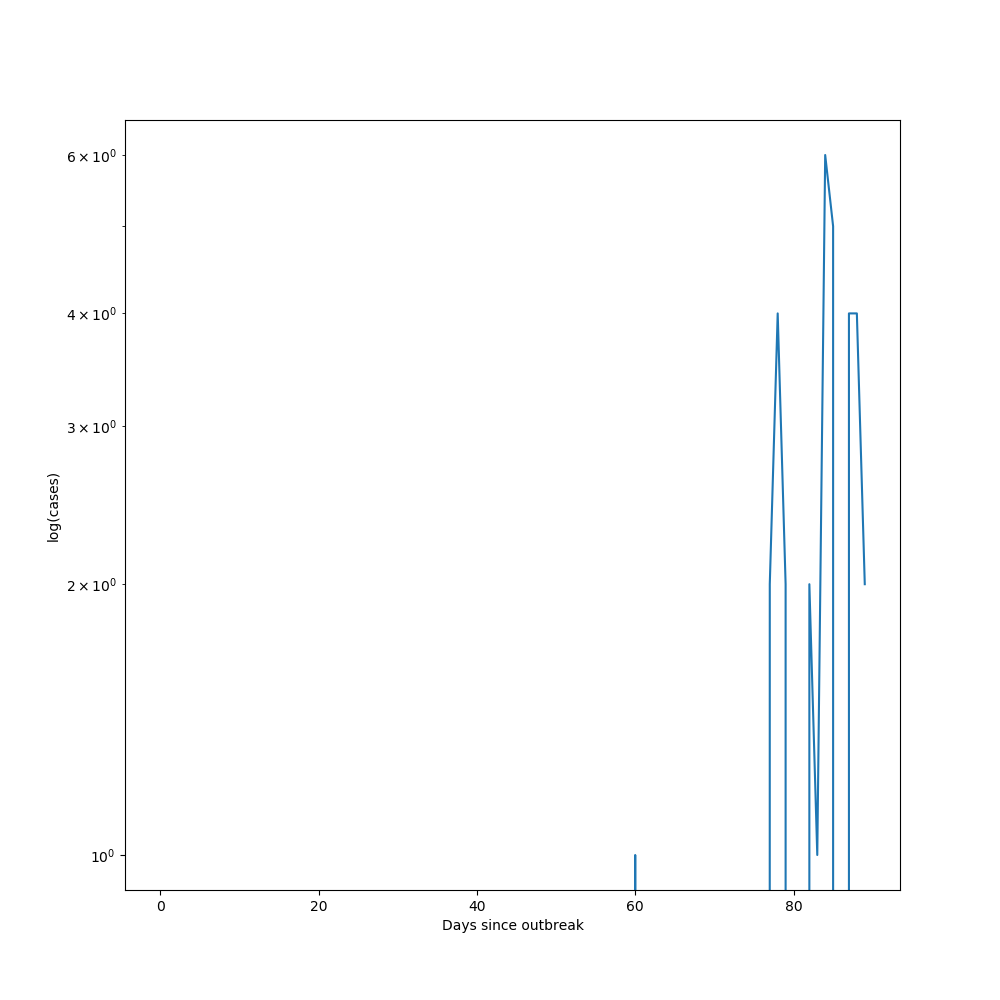 6 × 10⁰
4 × 10⁰
3 × 10⁰
2 × 10⁰
10⁰
log(cases)
0 20 40 60 80
Days since outbreak